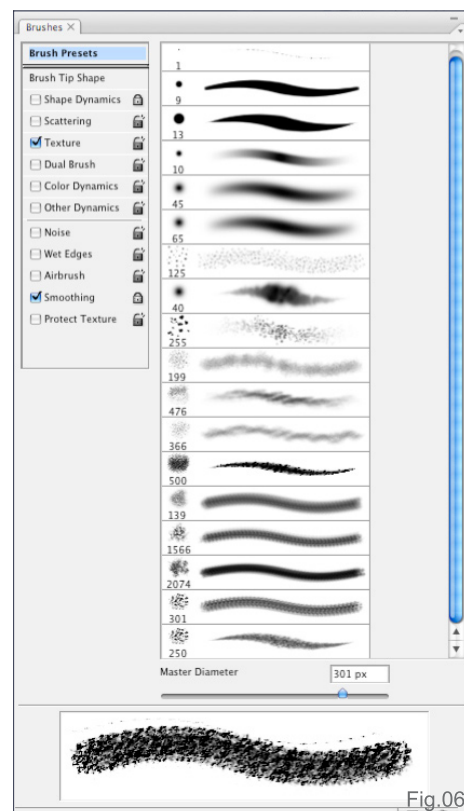 Brushes ×
Brush Presets
Brush Tip Shape
Shape Dynamics
Scattering
Texture
Dual Brush
Color Dynamics
Other Dynamics
Noise
Wet Edges
Airbrush
Smoothing
Protect Texture
1
9
13
10
45
65
125
40
255
199
476
366
500
139
1566
2074
301
250
Master Diameter 301 px
Fig.06